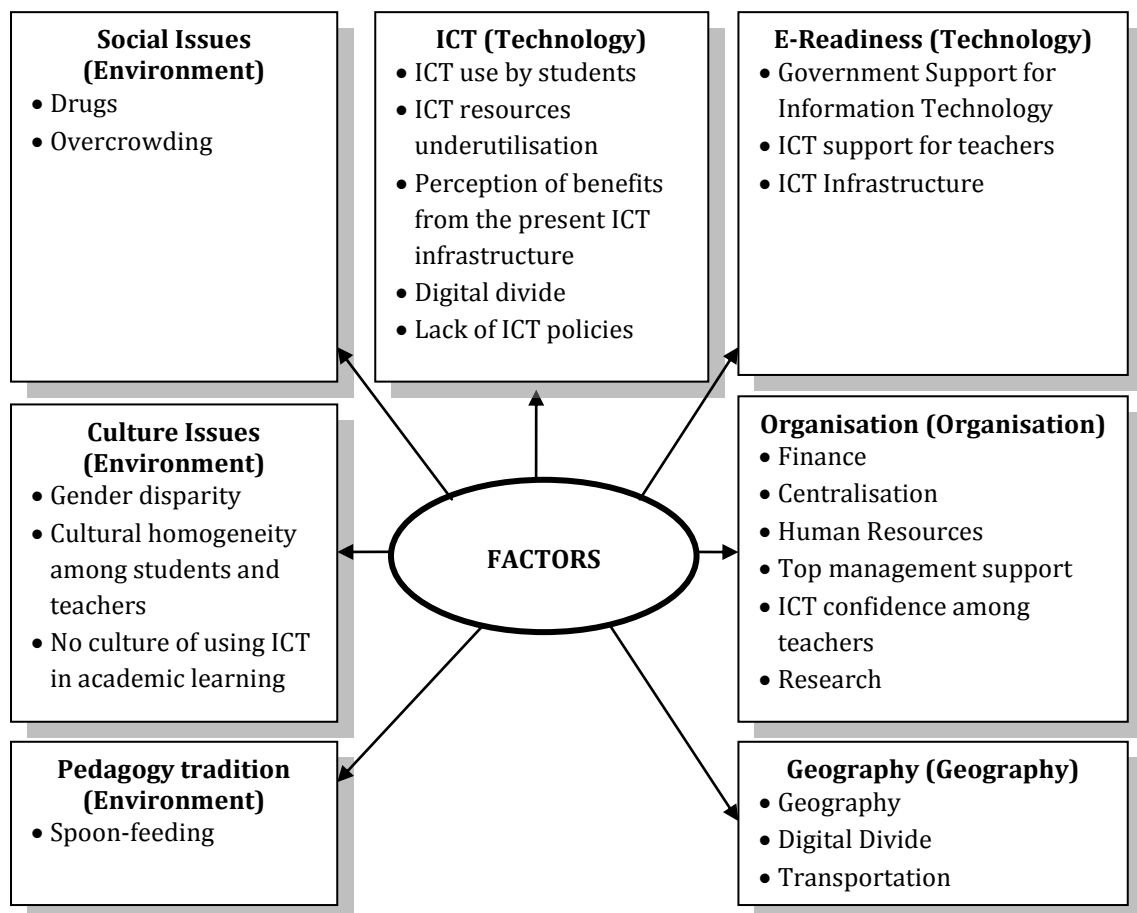 Social Issues
(Environment)
• Drugs
• Overcrowding
ICT (Technology)
• ICT use by students
• ICT resources
underutilisation
• Perception of benefits
from the present ICT
infrastructure
• Digital divide
• Lack of ICT policies
E-Readiness (Technology)
• Government Support for
Information Technology
• ICT support for teachers
• ICT Infrastructure
Culture Issues
(Environment)
• Gender disparity
• Cultural homogeneity
among students and
teachers
• No culture of using ICT
in academic learning
FACTORS
Organisation (Organisation)
• Finance
• Centralisation
• Human Resources
• Top management support
• ICT confidence among
teachers
• Research
Pedagogy tradition
(Environment)
• Spoon-feeding
Geography (Geography)
• Geography
• Digital Divide
• Transportation